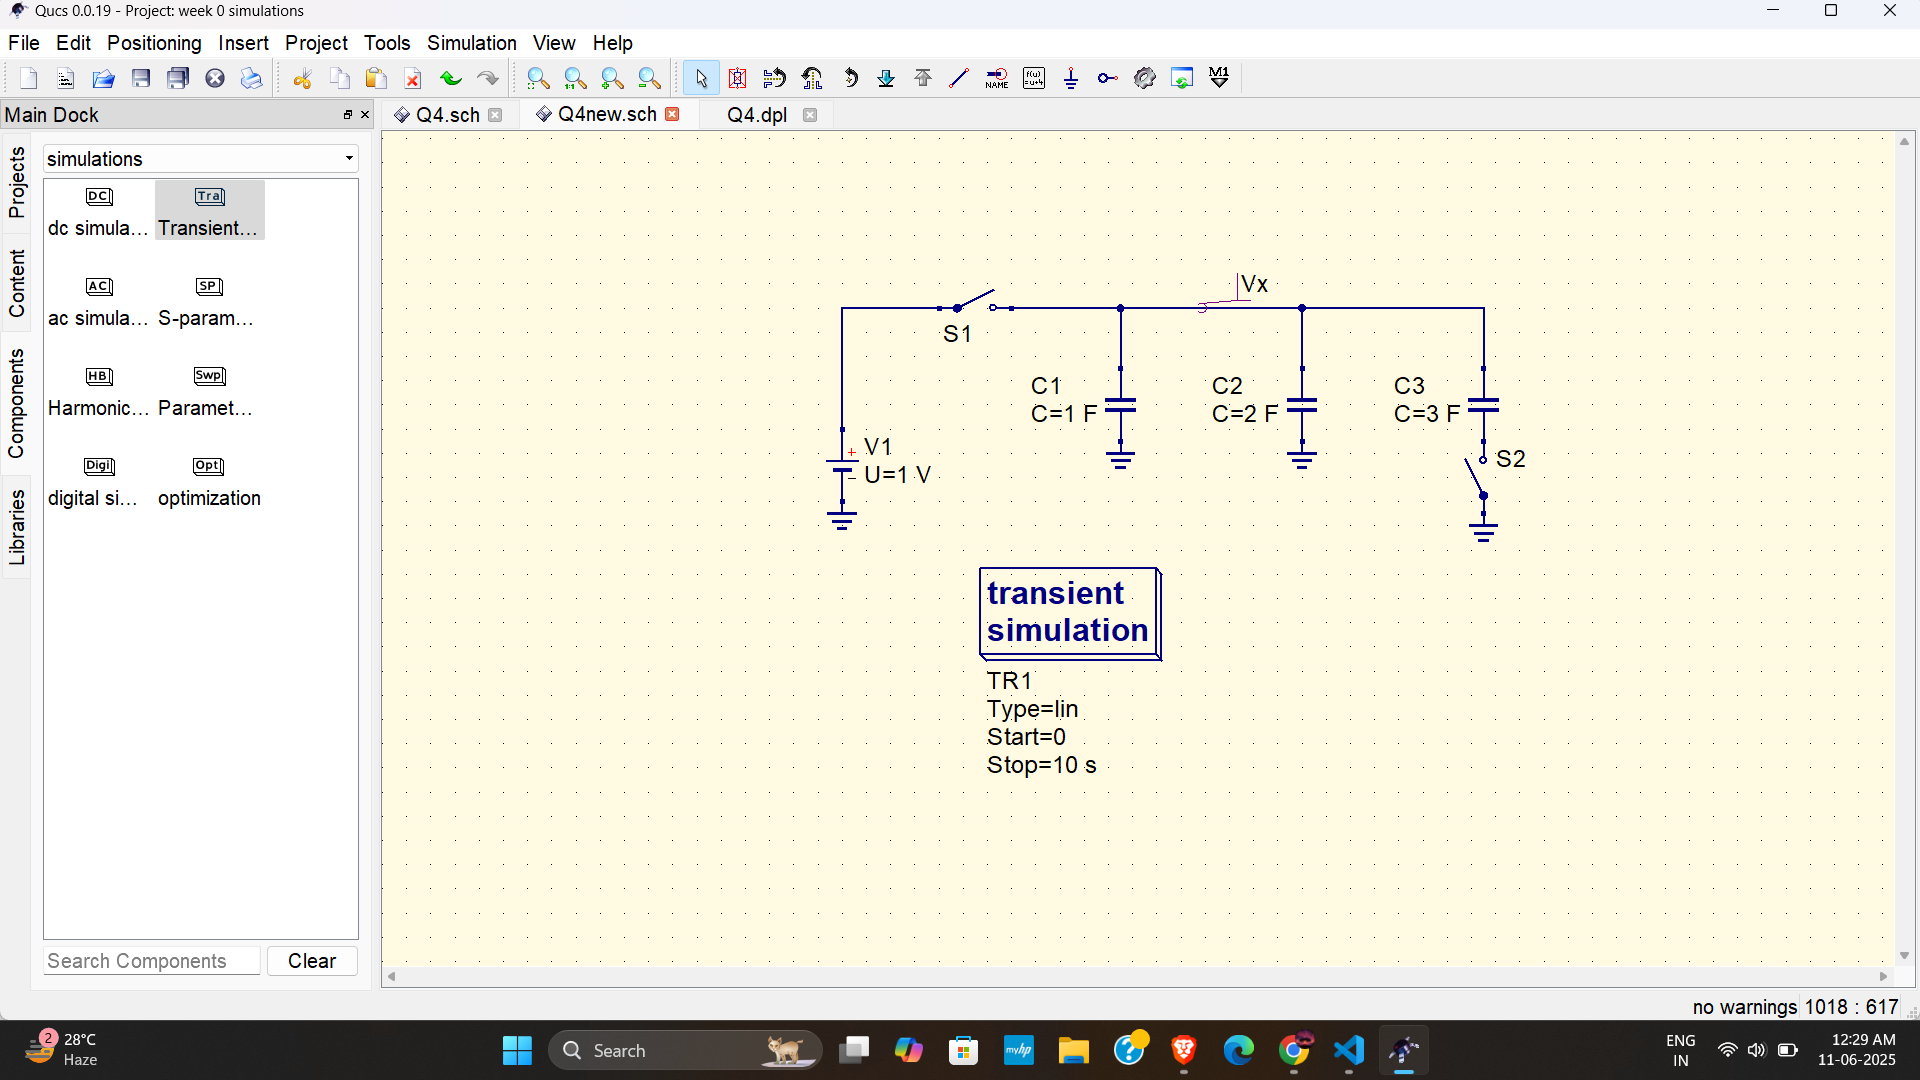 Qucs 0.0.19 - Project: week 0 simulations
File Edit Positioning Insert Project Tools Simulation View Help
NAME
f(u)
=u+4
M1
Main Dock
Q4.sch
Q4new.sch
Q4.dpl
Projects
Content
Components
Libraries
simulations
DC
dc simula...
Tra
Transient...
AC
ac simula...
SP
S-param...
HB
Harmonic...
Swp
Paramet...
Digi
digital si...
Opt
optimization
Search Components
Clear
S1
Vx
C1
C=1 F
C2
C=2 F
C3
C=3 F
S2
+
V1
U=1 V
transient
simulation
TR1
Type=lin
Start=0
Stop=10 s
no warnings 1018 : 617
2
28°C
Haze
Search
myhp
ENG
IN
12:29 AM
11-06-2025